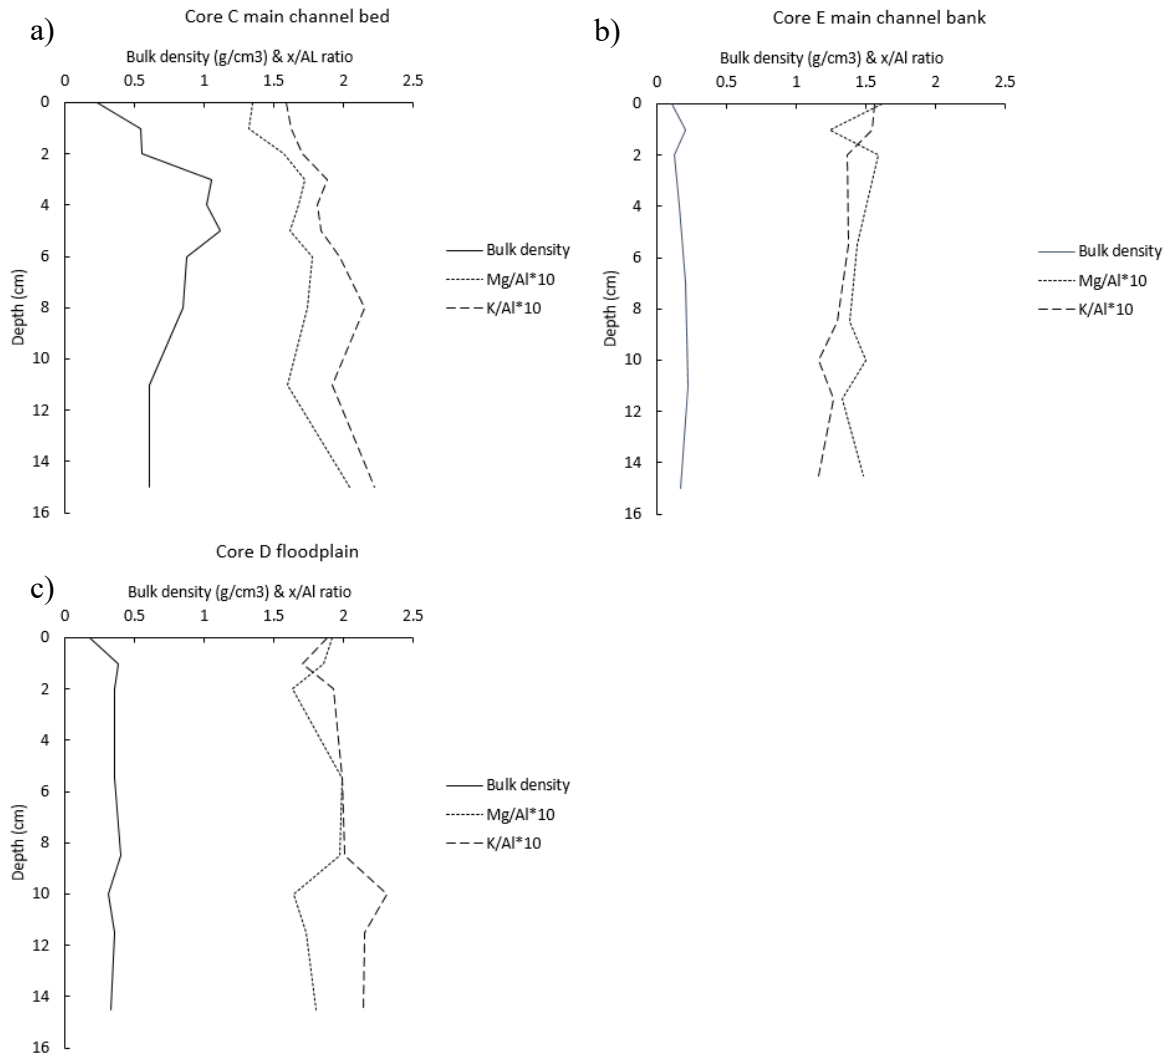 a)
Core C main channel bed
Bulk density (g/cm3) & x/AL ratio
0 0.5 1 1.5 2 2.5
0
2
4
6
8
10
12
14
16
Depth (cm)
Bulk density
Mg/Al*10
K/Al*10
b)
Core E main channel bank
Bulk density (g/cm3) & x/Al ratio
0 0.5 1 1.5 2 2.5
0
2
4
6
8
10
12
14
16
Depth (cm)
Bulk density
Mg/Al*10
K/Al*10
c)
Core D floodplain
Bulk density (g/cm3) & x/Al ratio
0 0.5 1 1.5 2 2.5
0
2
4
6
8
10
12
14
16
Depth (cm)
Bulk density
Mg/Al*10
K/Al*10